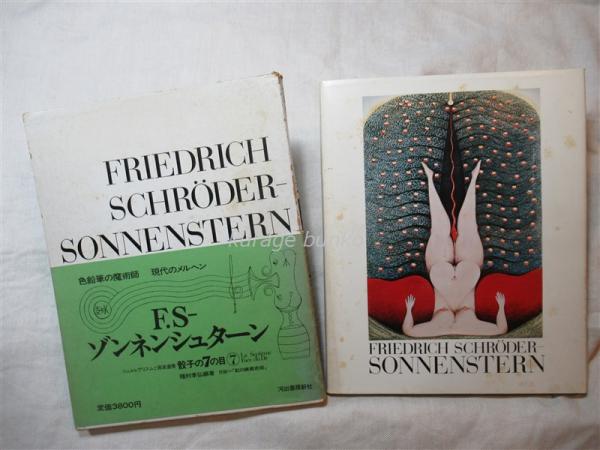 FRIEDRICH
SCHRÖDER-
SONNENSTERN
色鉛筆の魔術師 現代のメルヘン
F.S-
ゾンネンシュターン
骰子の7の目 7
種村季弘編著
河出書房新社
定価3800円
FRIEDRICH SCHRÖDER-
SONNENSTERN
kurage bunko